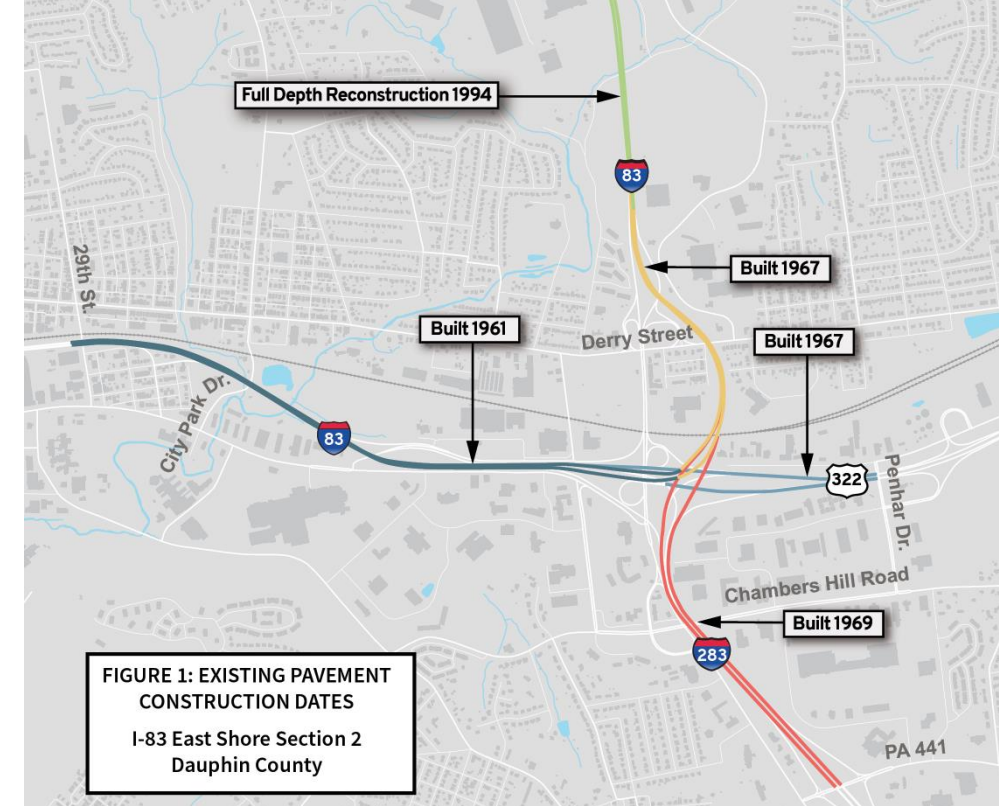 Full Depth Reconstruction 1994
83
Built 1967
29th St.
Built 1961
Derry Street
Built 1967
City Park Dr.
83
322
Penhar Dr.
Chambers Hill Road
Built 1969
283
FIGURE 1: EXISTING PAVEMENT
CONSTRUCTION DATES
I-83 East Shore Section 2
Dauphin County
PA 441